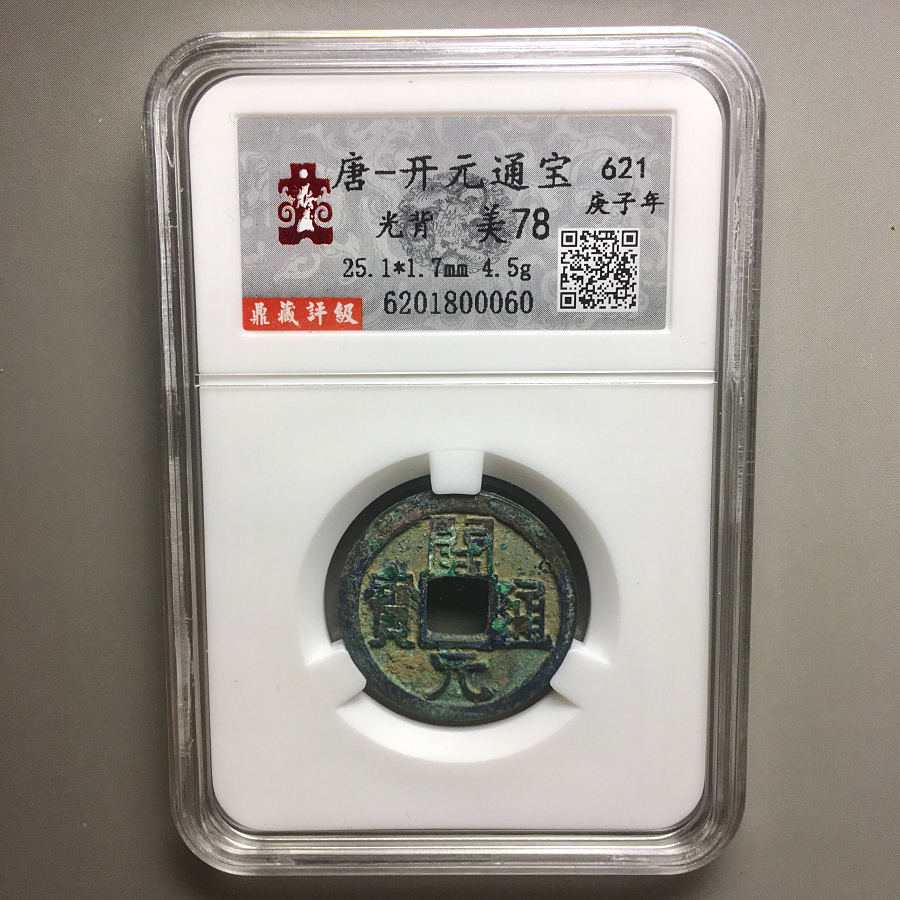 唐-开元通宝 621
庚子年
光背 美78
25.1*1.7mm 4.5g
鼎藏評級 6201800060
開
寶 通
元